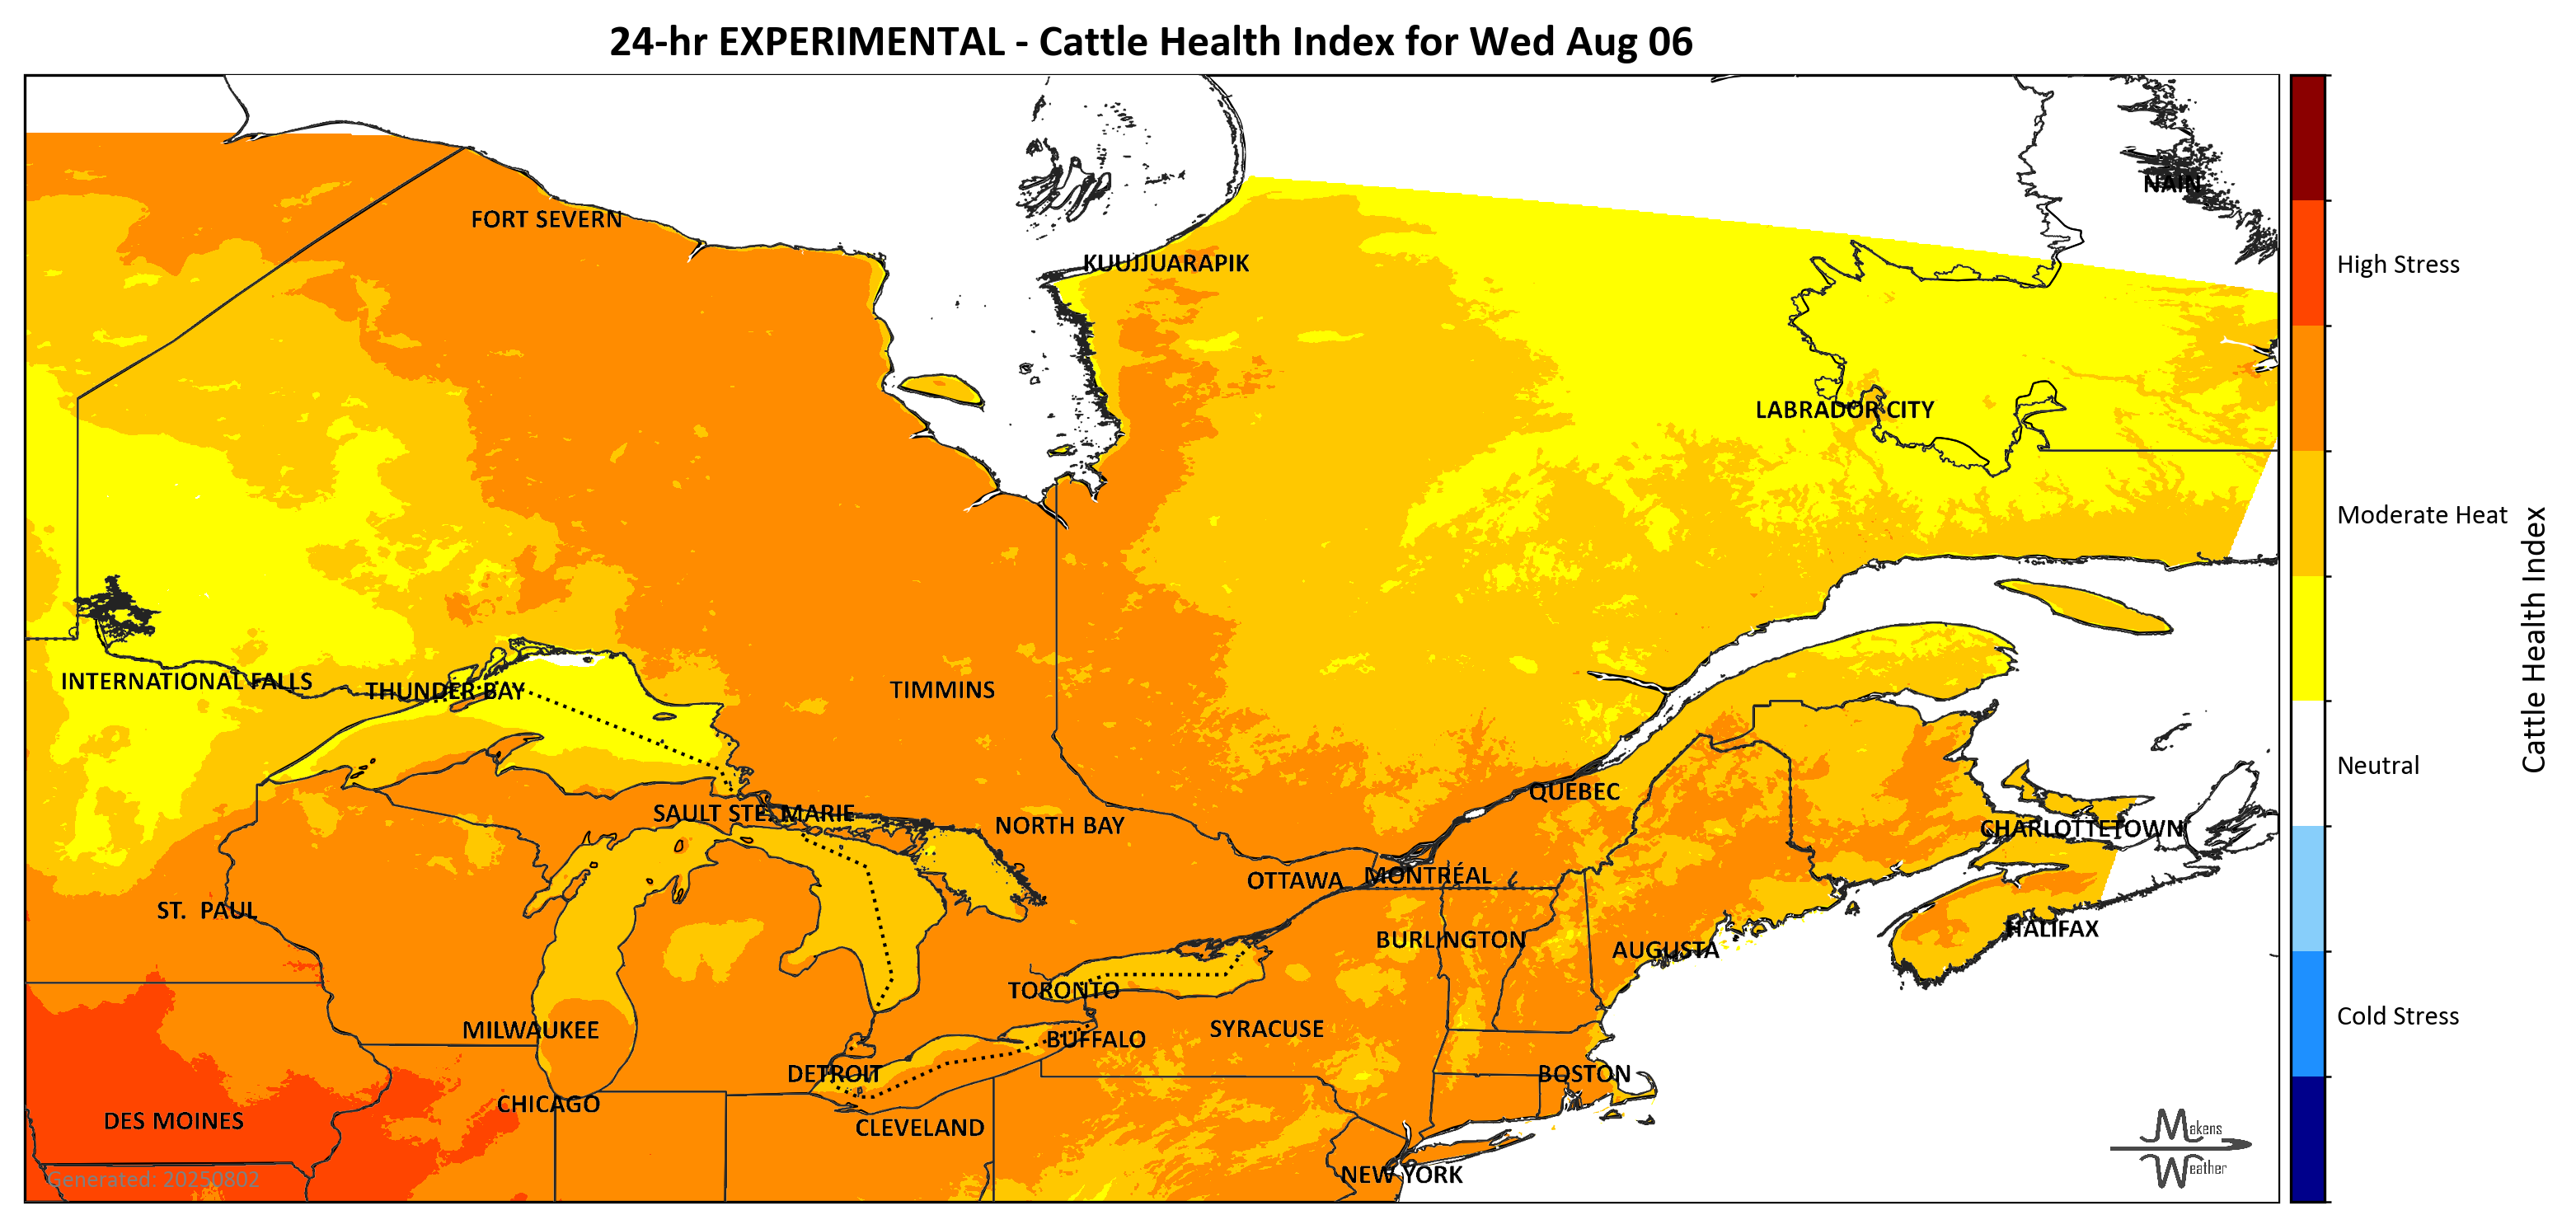 24-hr EXPERIMENTAL - Cattle Health Index for Wed Aug 06
NAIN
FORT SEVERN
KUUJJUARAPIK
High Stress
LABRADOR CITY
Moderate Heat
INTERNATIONAL FALLS
THUNDER BAY
TIMMINS
Cattle Health Index
Neutral
QUEBEC
SAULT STE. MARIE
NORTH BAY
CHARLOTTETOWN
OTTAWA
MONTRÉAL
ST. PAUL
HALIFAX
BURLINGTON
AUGUSTA
TORONTO
Cold Stress
MILWAUKEE
SYRACUSE
BUFFALO
DETROIT
BOSTON
CHICAGO
DES MOINES
CLEVELAND
Makens
Weather
NEW YORK
Generated: 20250802